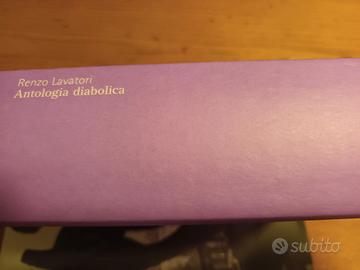 Renzo Lavatori
Antologia diabolica
subito